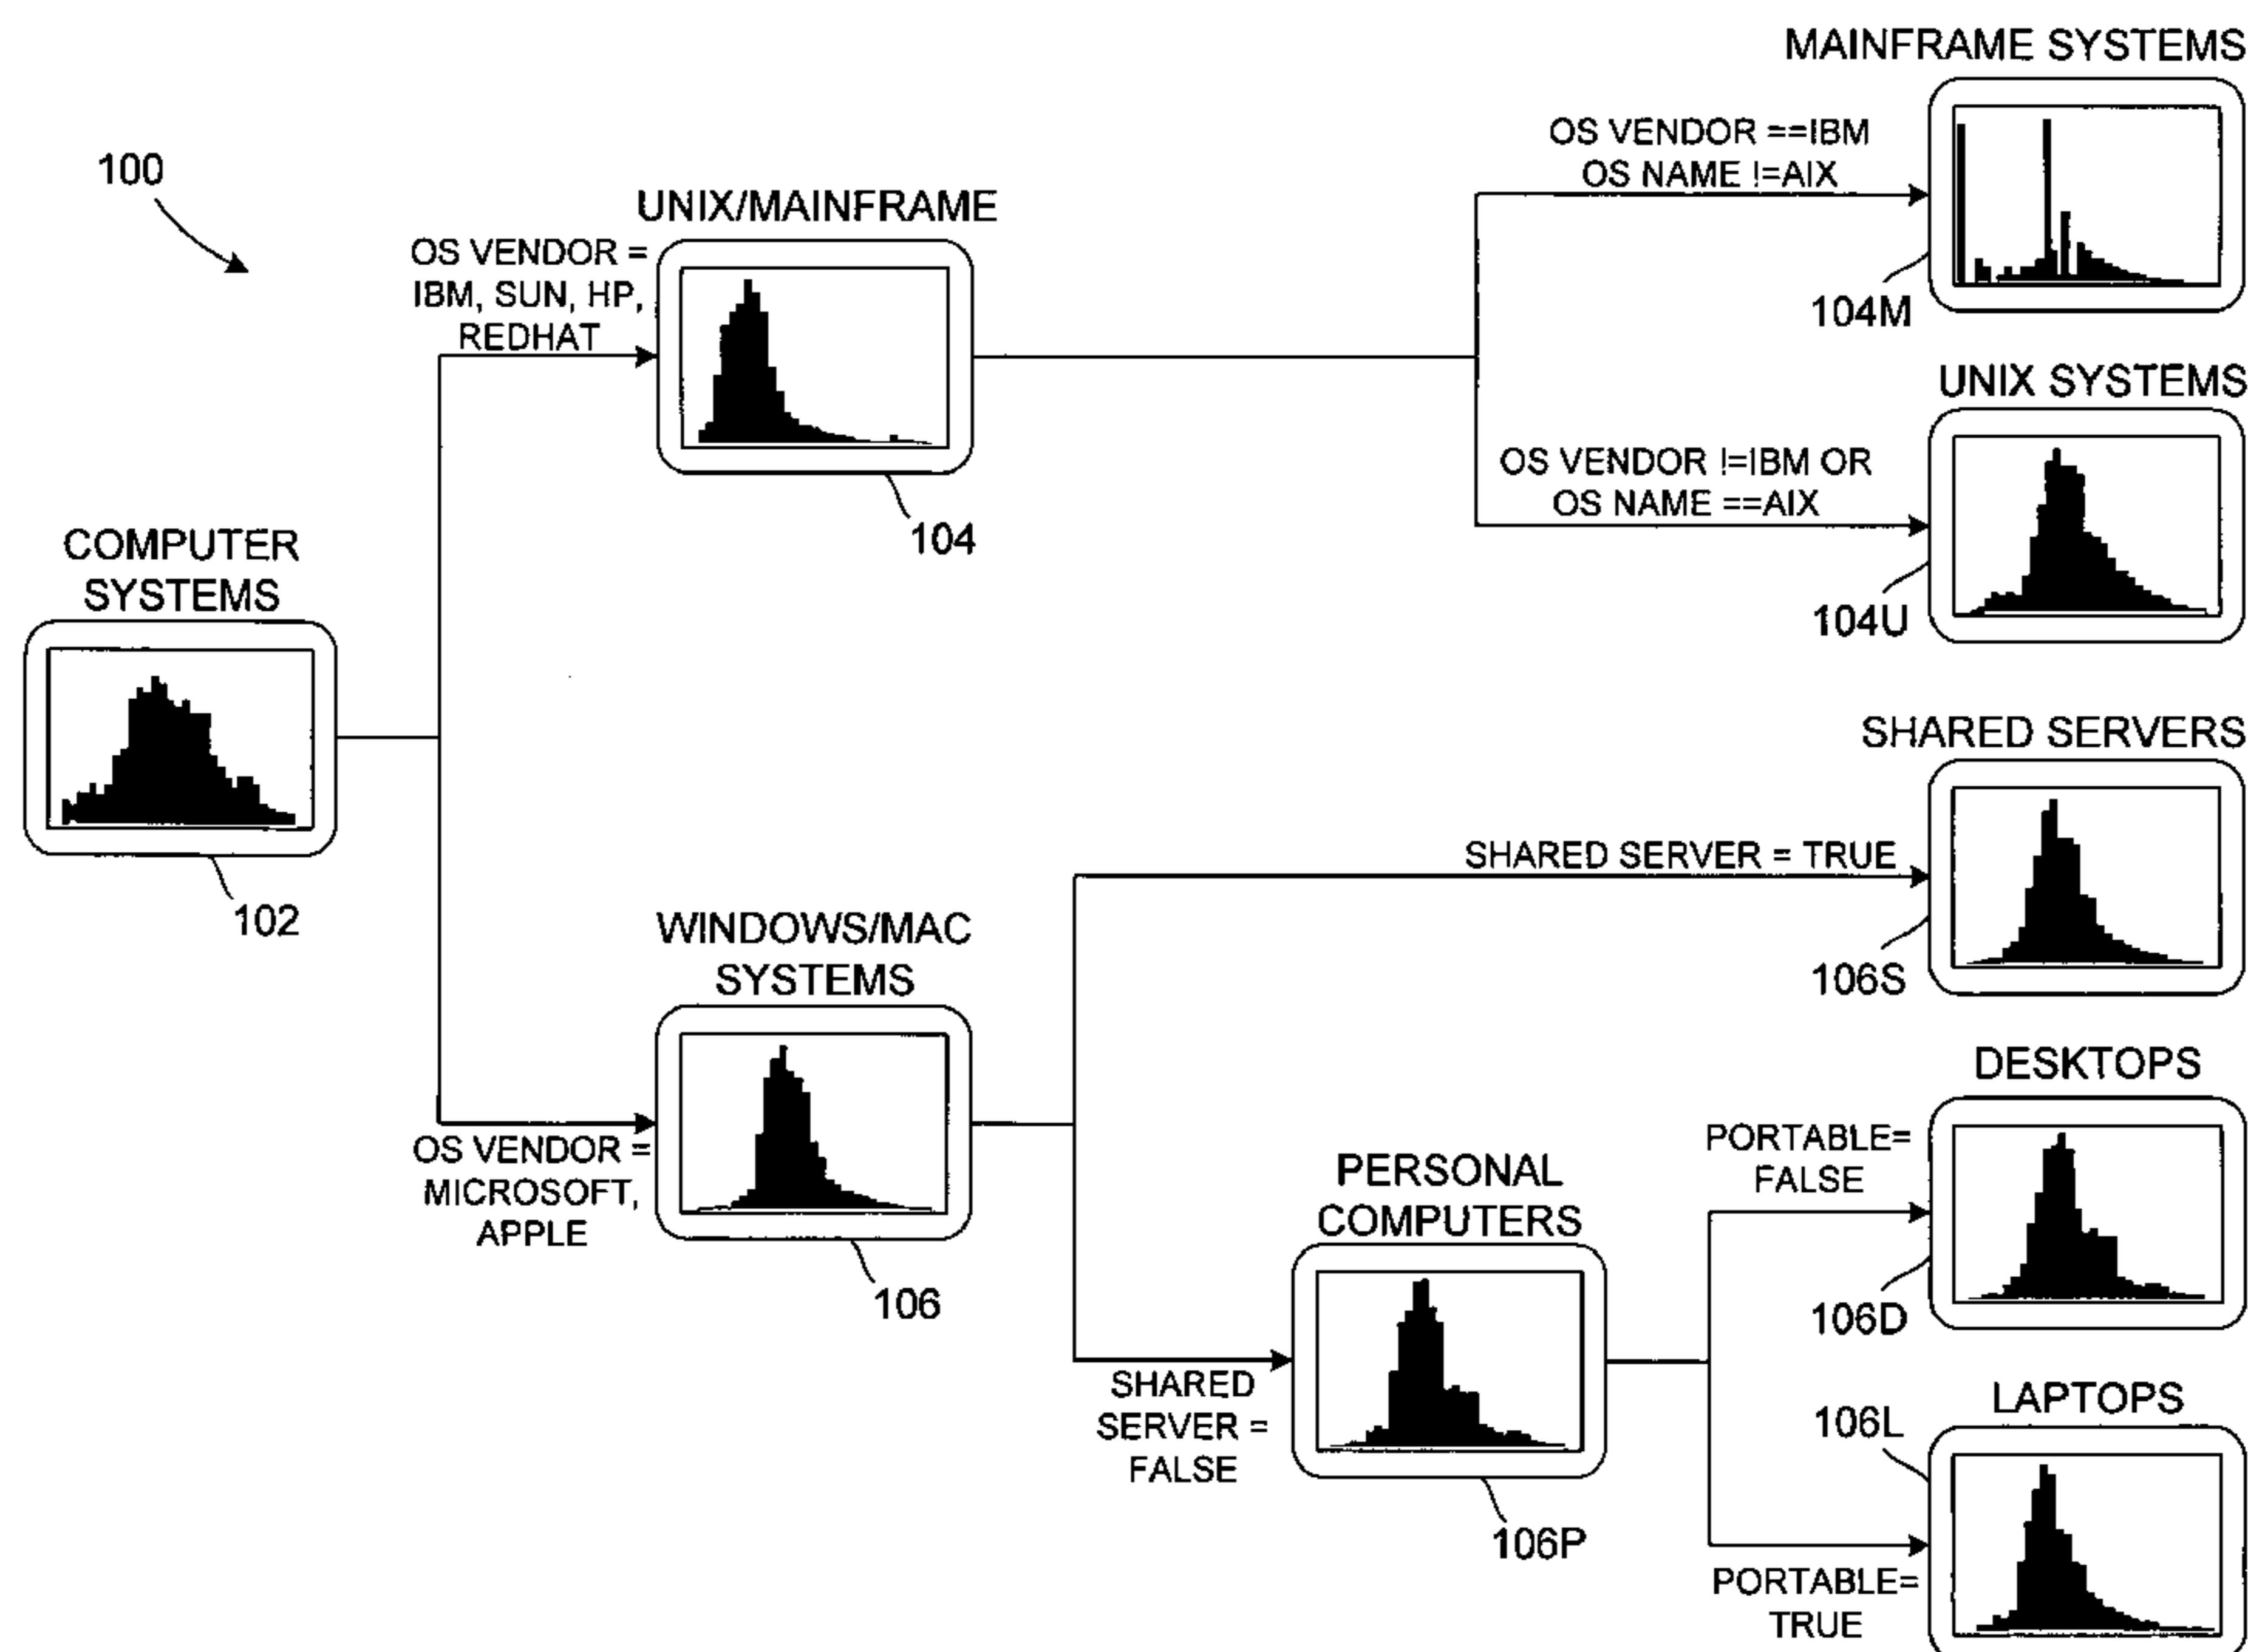 100
COMPUTER
SYSTEMS
102
UNIX/MAINFRAME
OS VENDOR =
IBM, SUN, HP,
REDHAT
104
WINDOWS/MAC
SYSTEMS
OS VENDOR =
MICROSOFT,
APPLE
106
MAINFRAME SYSTEMS
OS VENDOR ==IBM
OS NAME !=AIX
104M
UNIX SYSTEMS
OS VENDOR !=IBM OR
OS NAME ==AIX
104U
SHARED SERVERS
SHARED SERVER = TRUE
106S
PERSONAL
COMPUTERS
SHARED
SERVER =
FALSE
106P
DESKTOPS
PORTABLE=
FALSE
106D
LAPTOPS
106L
PORTABLE=
TRUE